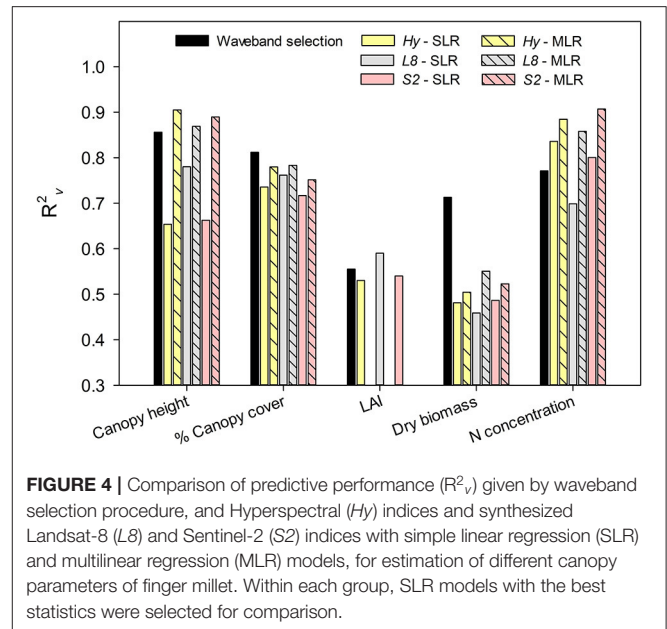 Waveband selection
Hy - SLR
Hy - MLR
L8 - SLR
L8 - MLR
S2 - SLR
S2 - MLR
R²ᵥ
1.0
0.9
0.8
0.7
0.6
0.5
0.4
0.3
Canopy height
% Canopy cover
LAI
Dry biomass
N concentration
FIGURE 4 | Comparison of predictive performance (R²ᵥ) given by waveband
selection procedure, and Hyperspectral (Hy) indices and synthesized
Landsat-8 (L8) and Sentinel-2 (S2) indices with simple linear regression (SLR)
and multilinear regression (MLR) models, for estimation of different canopy
parameters of finger millet. Within each group, SLR models with the best
statistics were selected for comparison.